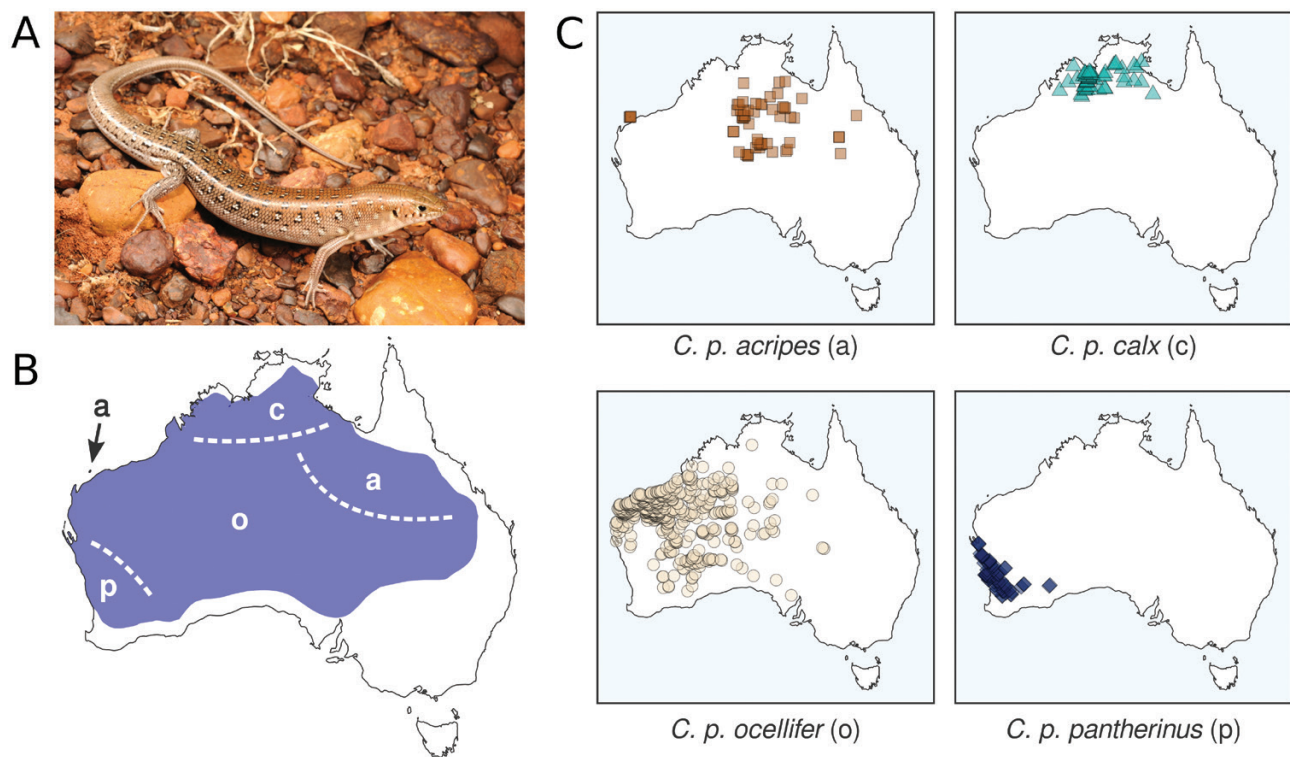 A
B
a
c
a
o
p
C
C. p. acripes (a)
C. p. calx (c)
C. p. ocellifer (o)
C. p. pantherinus (p)